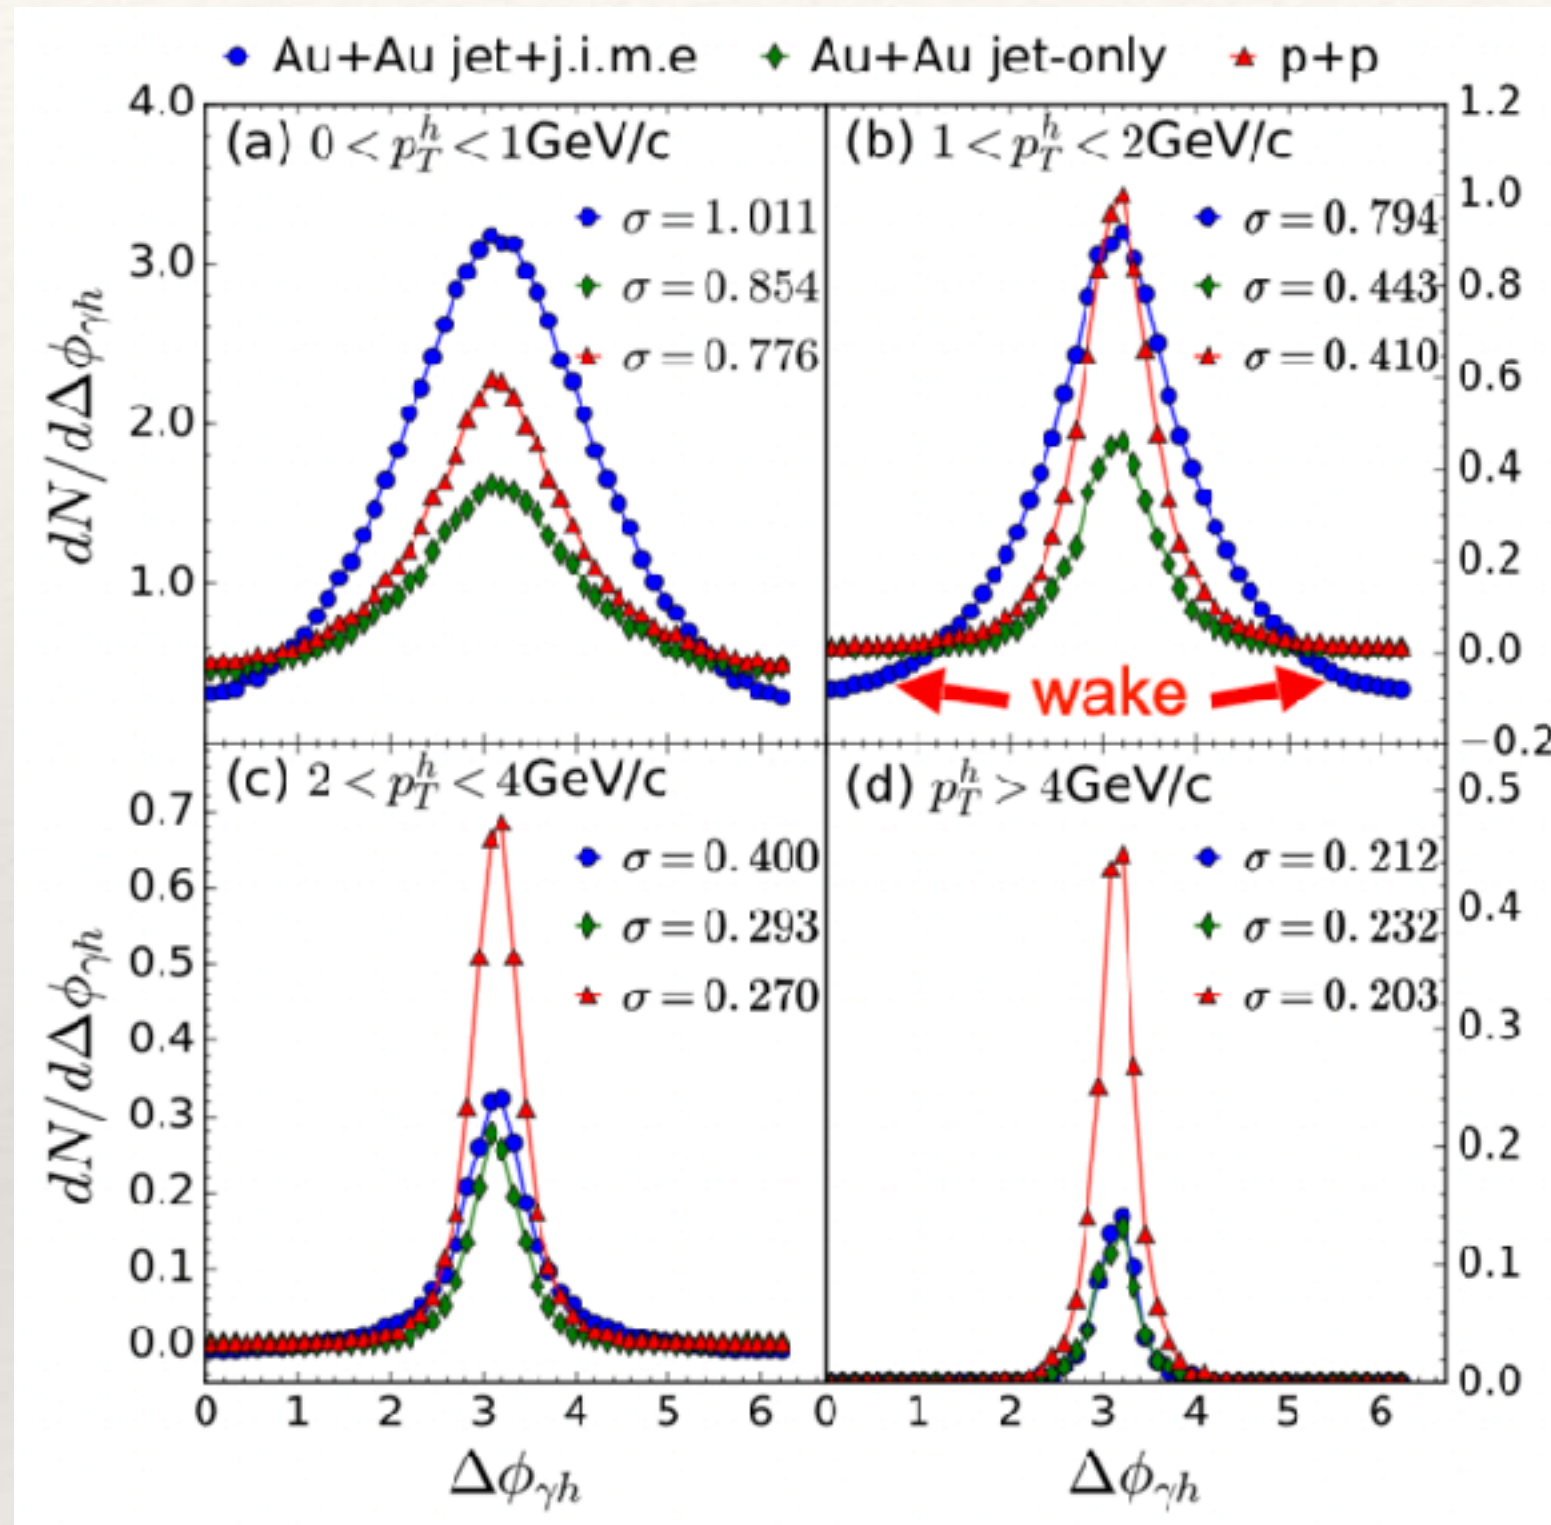 Au+Au jet+j.i.m.e Au+Au jet-only p+p
4.0
3.0
2.0
1.0
dN/dΔϕ_γh
(a) 0 < p_T^h < 1GeV/c
σ = 1.011
σ = 0.854
σ = 0.776
(b) 1 < p_T^h < 2GeV/c
σ = 0.794
σ = 0.443
σ = 0.410
wake
1.2
1.0
0.8
0.6
0.4
0.2
0.0
−0.2
0.7
0.6
0.5
0.4
0.3
0.2
0.1
0.0
dN/dΔϕ_γh
(c) 2 < p_T^h < 4GeV/c
σ = 0.400
σ = 0.293
σ = 0.270
(d) p_T^h > 4GeV/c
σ = 0.212
σ = 0.232
σ = 0.203
0.5
0.4
0.3
0.2
0.1
0.0
0 1 2 3 4 5 6 0 1 2 3 4 5 6
Δϕ_γh Δϕ_γh